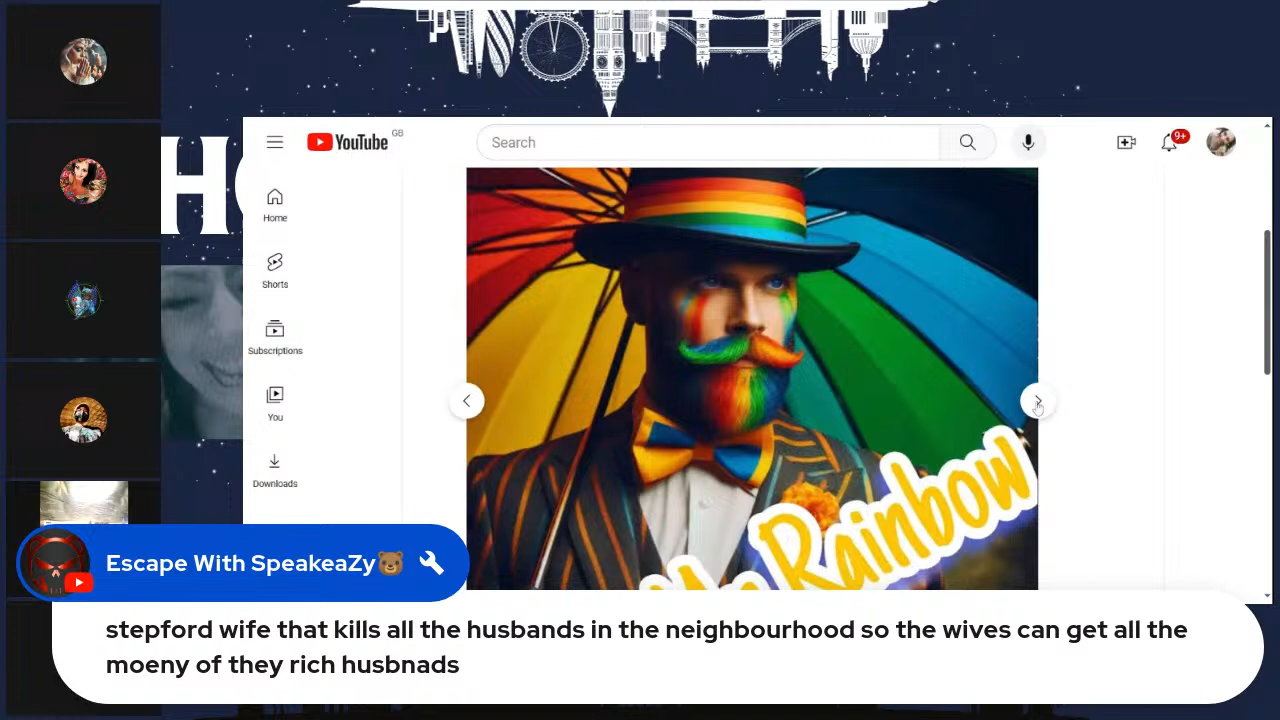 YouTube GB
Search
9+
Home
Shorts
Subscriptions
You
Downloads
Rainbow
Escape With SpeakeaZy🐻
stepford wife that kills all the husbands in the neighbourhood so the wives can get all the
moeny of they rich husbnads